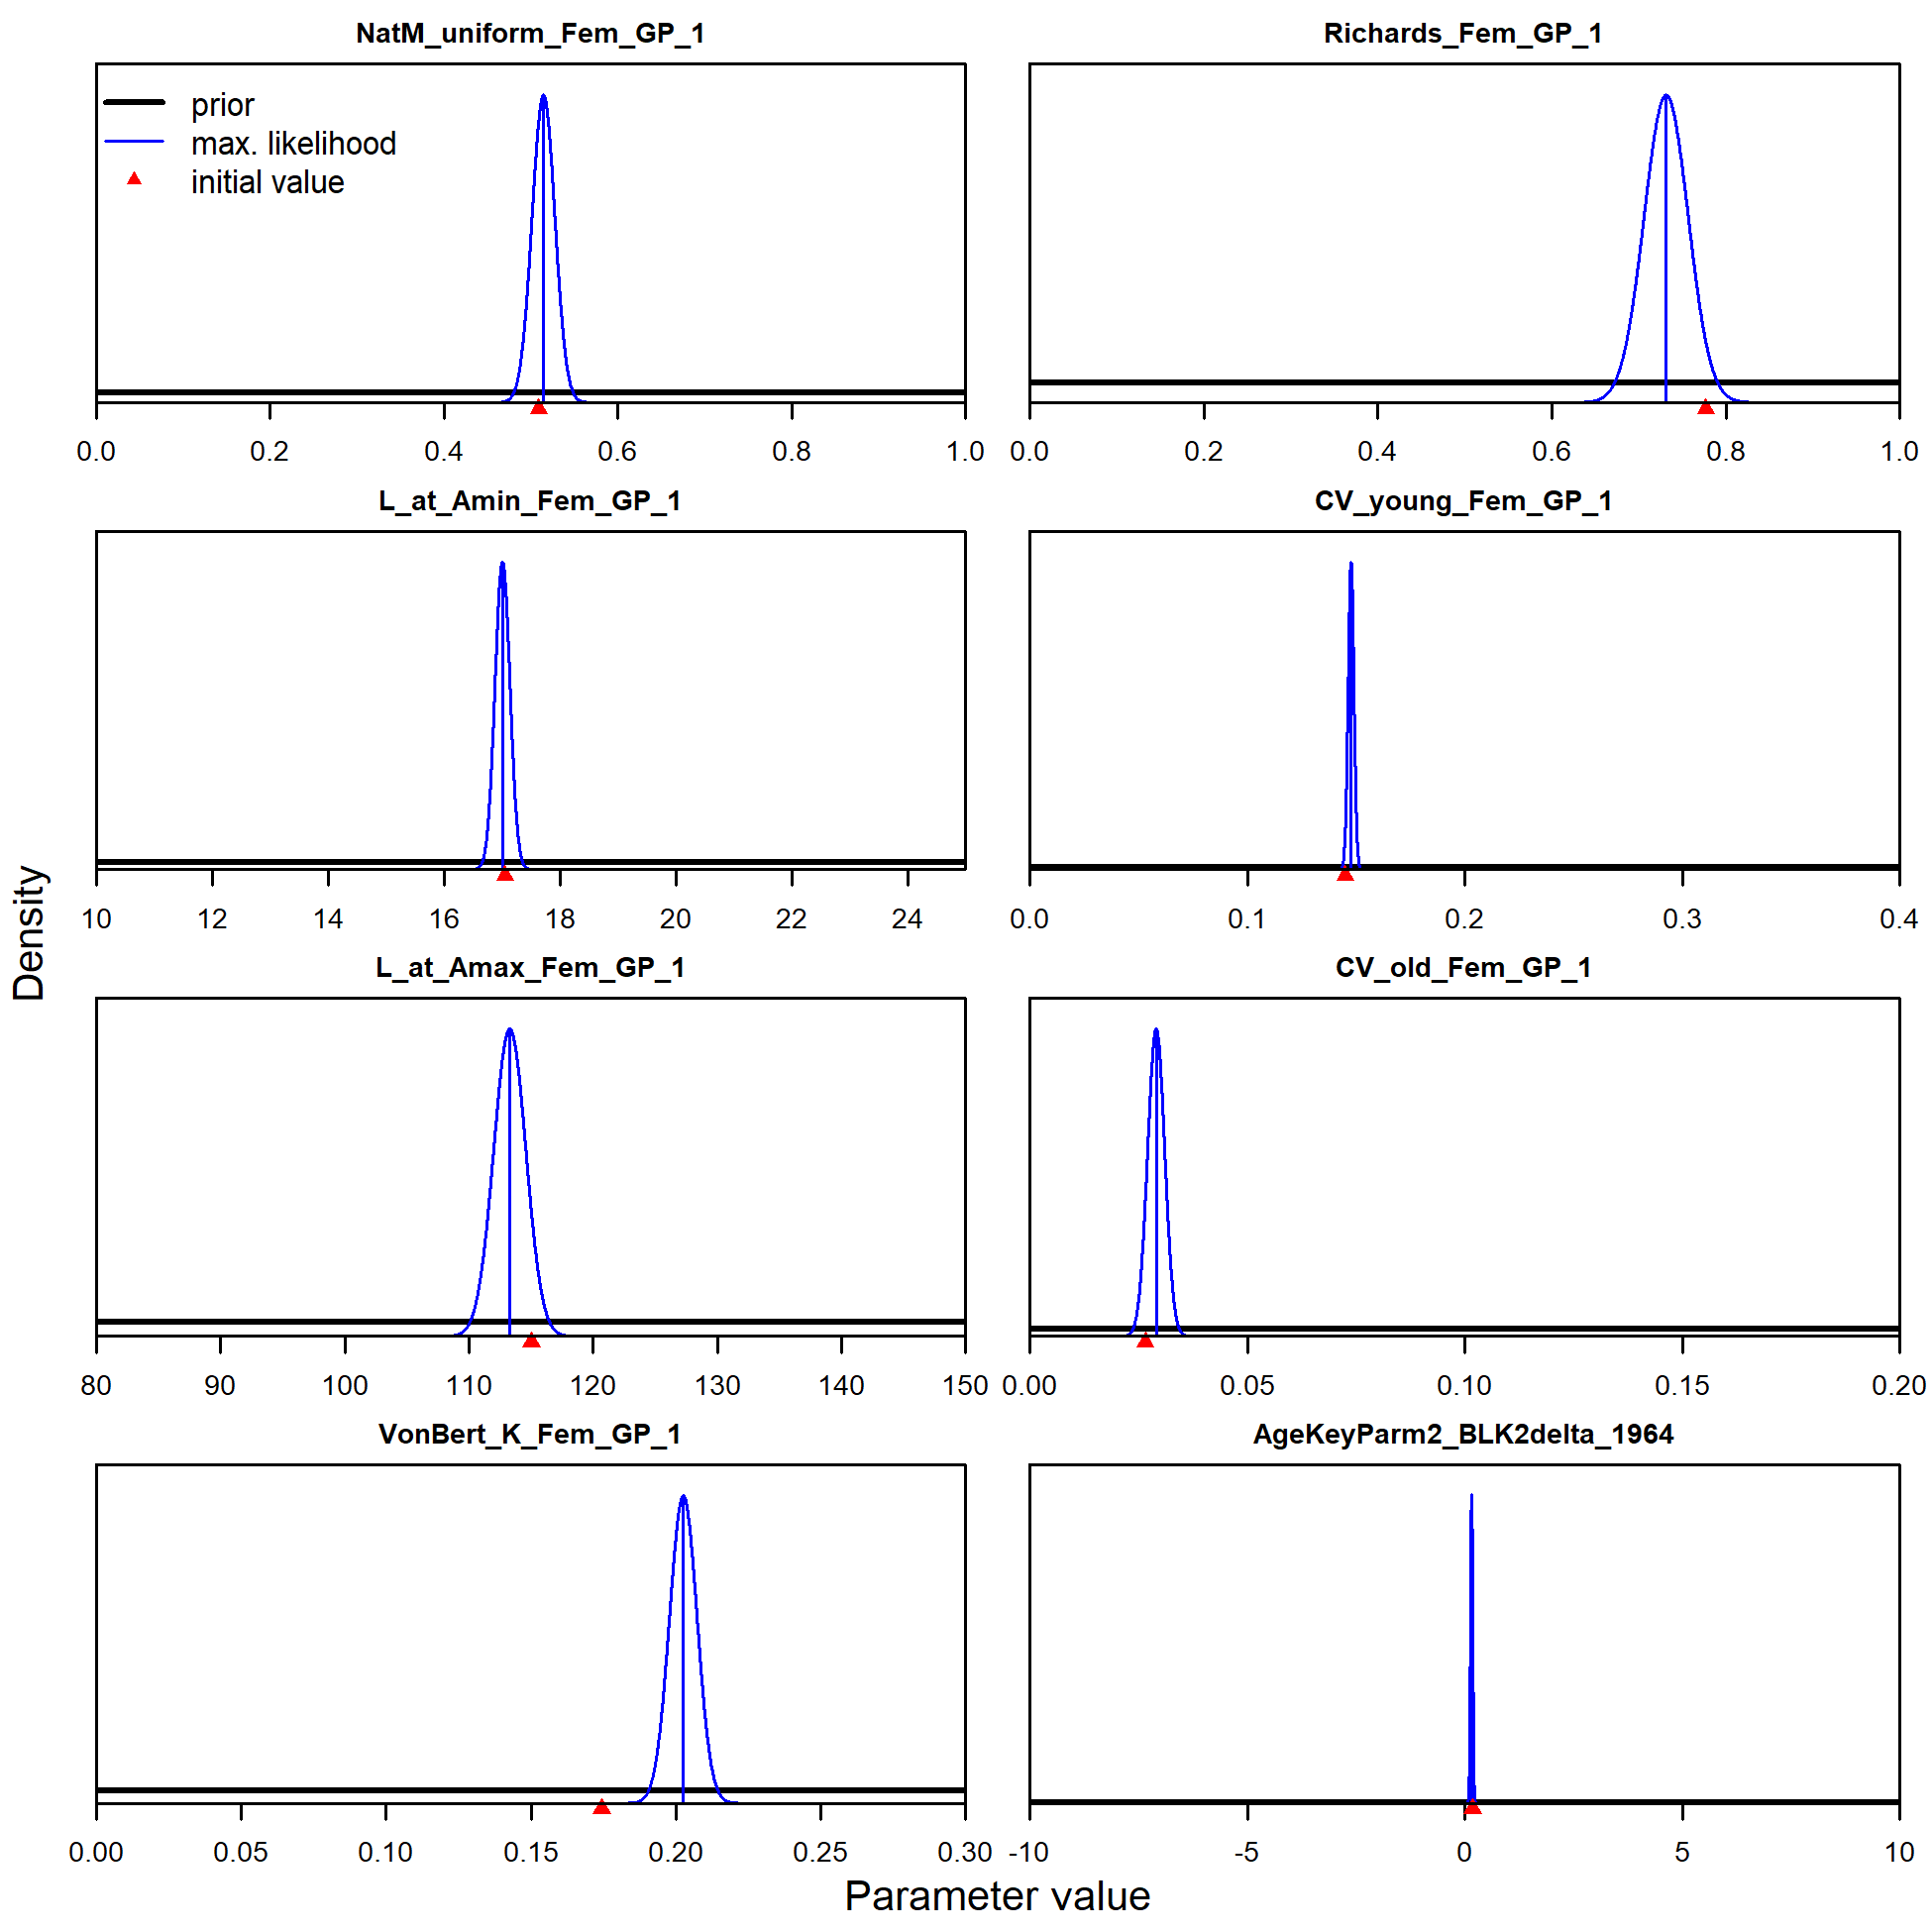 NatM_uniform_Fem_GP_1
prior
max. likelihood
initial value
0.0 0.2 0.4 0.6 0.8 1.0
Richards_Fem_GP_1
0.0 0.2 0.4 0.6 0.8 1.0
L_at_Amin_Fem_GP_1
10 12 14 16 18 20 22 24
CV_young_Fem_GP_1
0.0 0.1 0.2 0.3 0.4
L_at_Amax_Fem_GP_1
80 90 100 110 120 130 140 150
CV_old_Fem_GP_1
0.00 0.05 0.10 0.15 0.20
VonBert_K_Fem_GP_1
0.00 0.05 0.10 0.15 0.20 0.25 0.30
AgeKeyParm2_BLK2delta_1964
-10 -5 0 5 10
Density
Parameter value